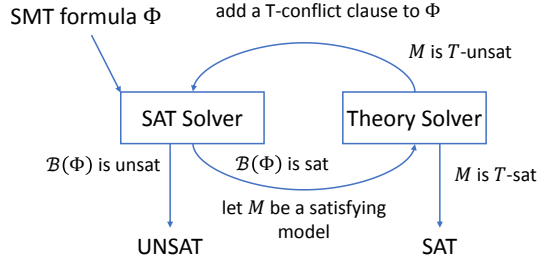 SMT formula Φ
add a T-conflict clause to Φ
M is T-unsat
SAT Solver
Theory Solver
ℬ(Φ) is unsat
ℬ(Φ) is sat
M is T-sat
let M be a satisfying
model
UNSAT
SAT